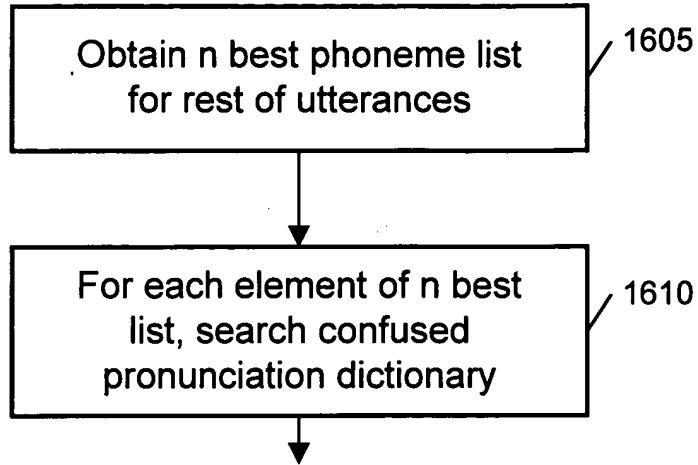 Obtain n best phoneme list
for rest of utterances
1605
For each element of n best
list, search confused
pronunciation dictionary
1610